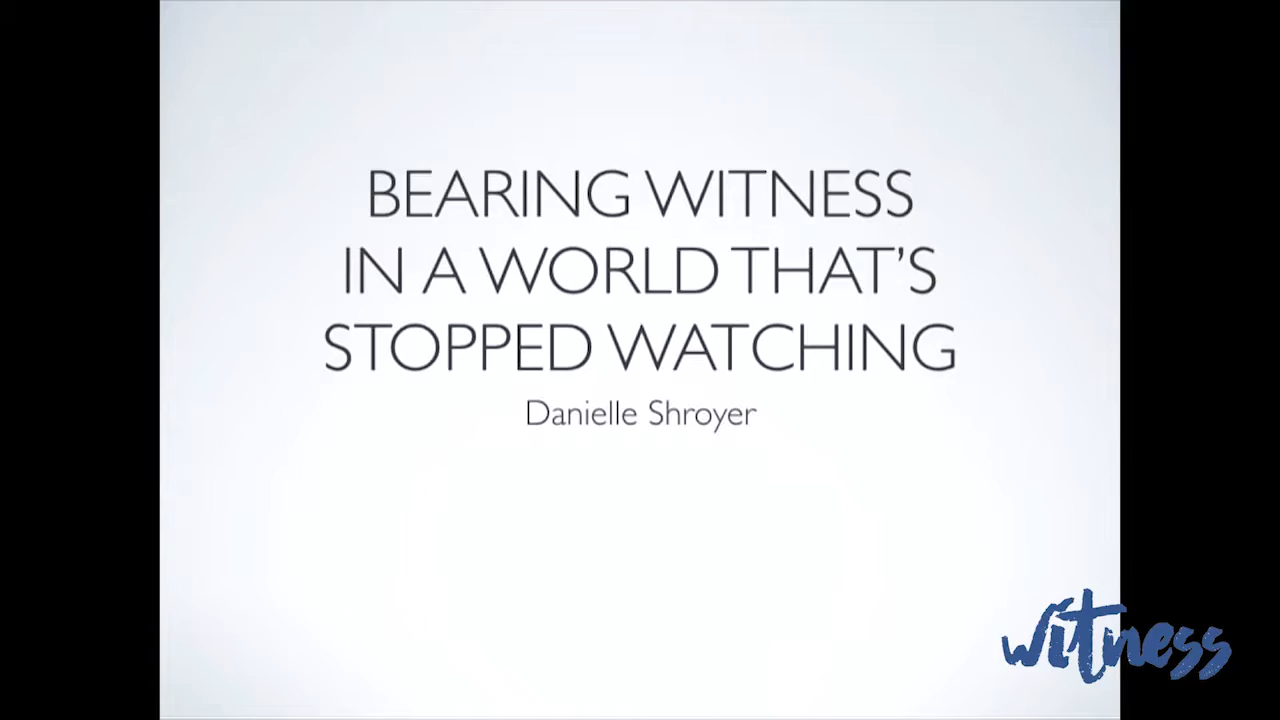 BEARING WITNESS
IN A WORLD THAT'S
STOPPED WATCHING
Danielle Shroyer
witness